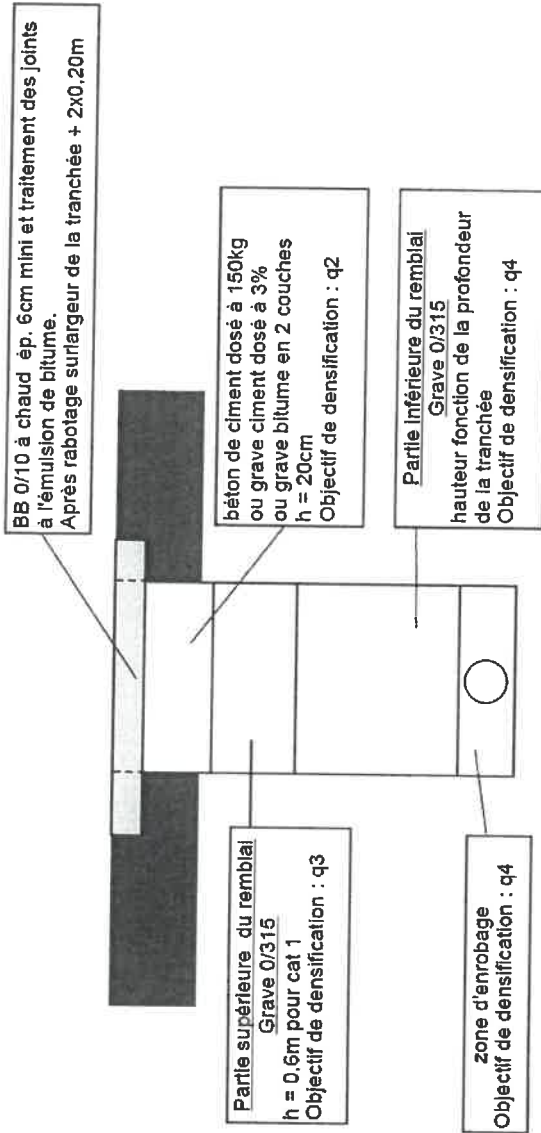 BB 0/10 à chaud ép. 6cm mini et traitement des joints
à l'émulsion de bitume.
Après rabotage surlargeur de la tranchée + 2x0,20m
béton de ciment dosé à 150kg
ou grave ciment dosé à 3%
ou grave bitume en 2 couches
h = 20cm
Objectif de densification : q2
Partie supérieure du remblai
Grave 0/315
h = 0,6m pour cat 1
Objectif de densification : q3
Partie inférieure du remblai
Grave 0/315
hauteur fonction de la profondeur
de la tranchée
Objectif de densification : q4
zone d'enrobage
Objectif de densification : q4